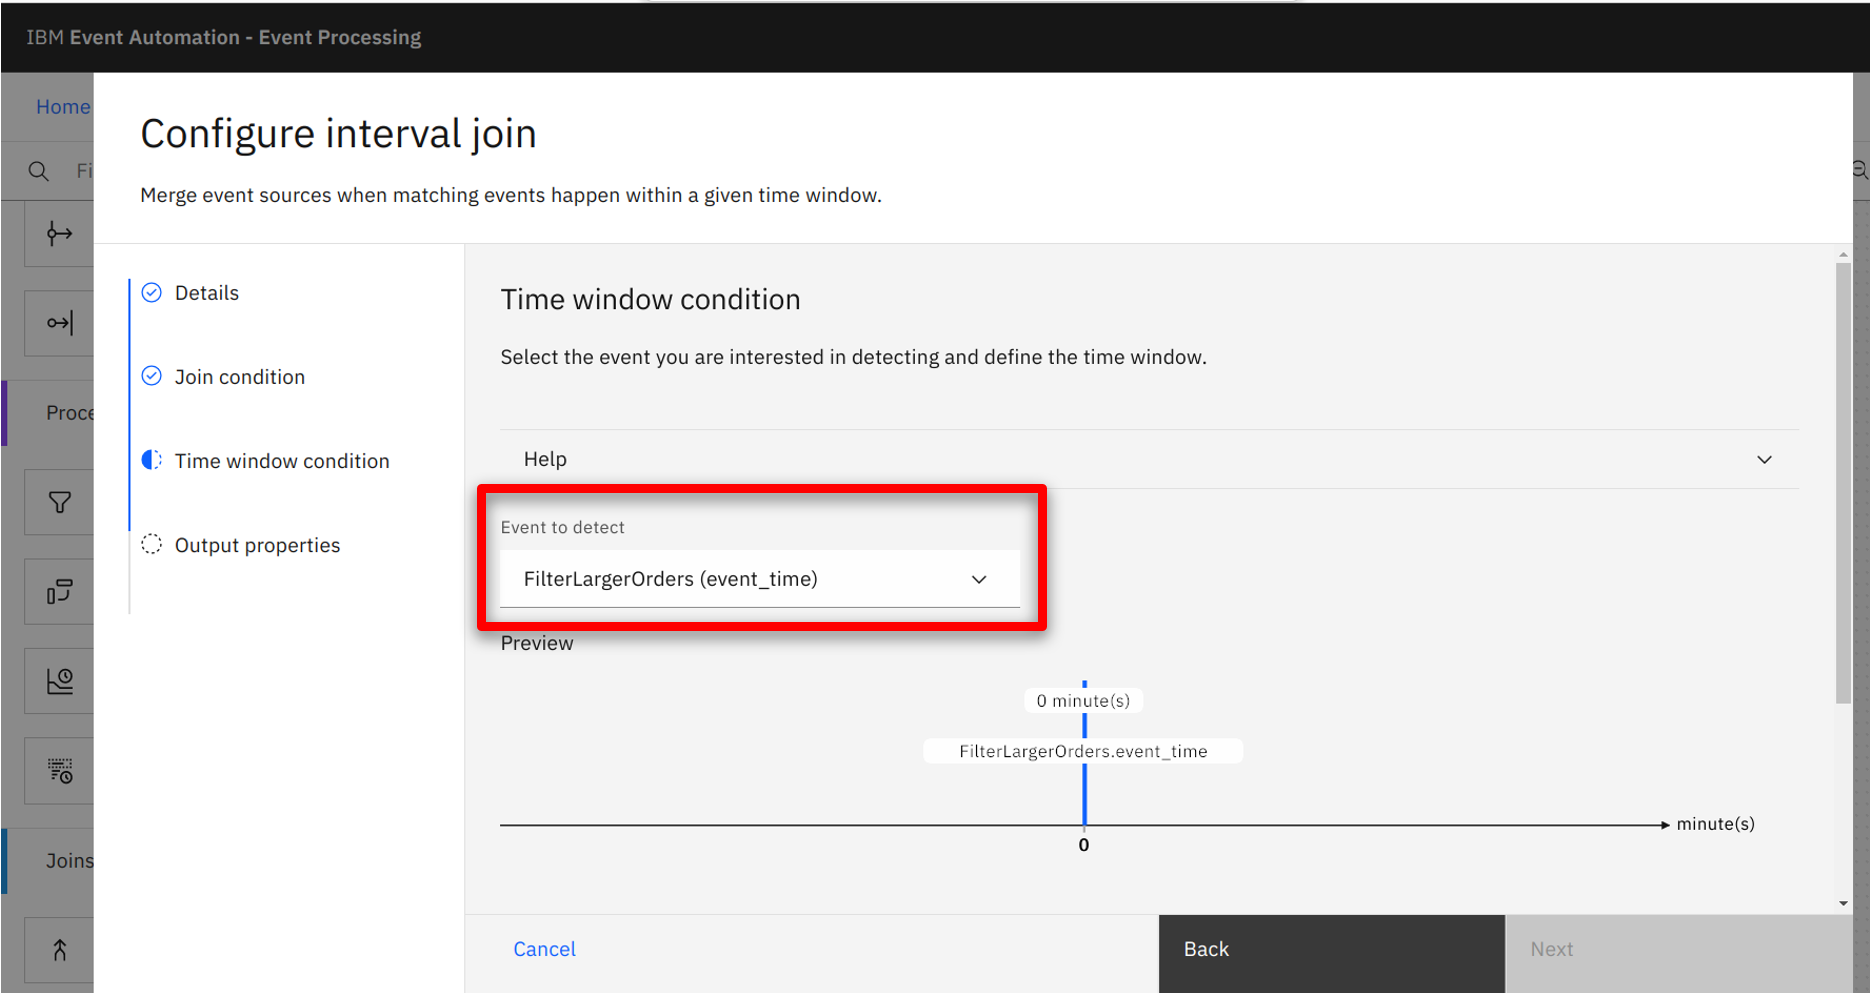 IBM Event Automation - Event Processing
Home
Configure interval join
Fi
Merge event sources when matching events happen within a given time window.
Details
Join condition
Time window condition
Output properties
Proce
Joins
Time window condition
Select the event you are interested in detecting and define the time window.
Help
Event to detect
FilterLargerOrders (event_time)
Preview
0 minute(s)
FilterLargerOrders.event_time
minute(s)
0
Cancel
Back
Next